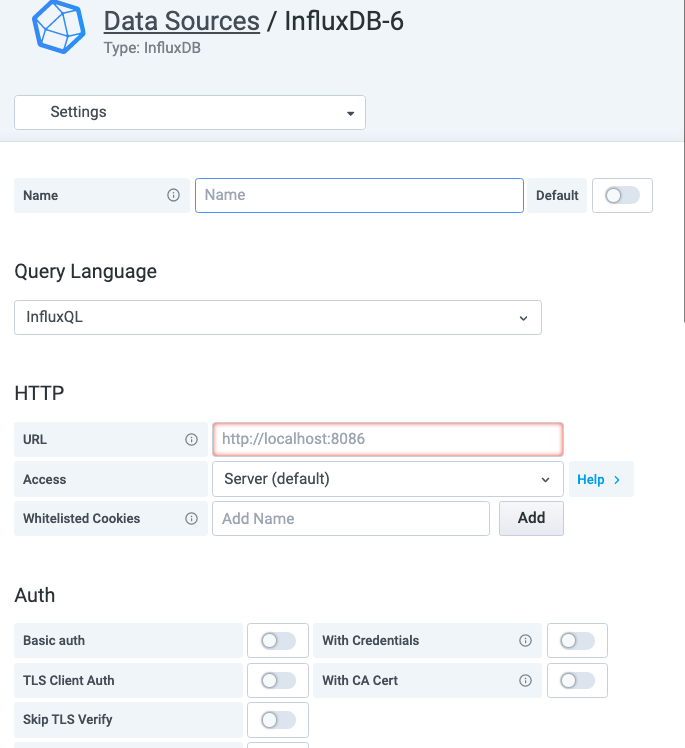 Data Sources / InfluxDB-6
Type: InfluxDB
Settings
Name
Name
Default
Query Language
InfluxQL
HTTP
URL
http://localhost:8086
Access
Server (default)
Help
Whitelisted Cookies
Add Name
Add
Auth
Basic auth
With Credentials
TLS Client Auth
With CA Cert
Skip TLS Verify